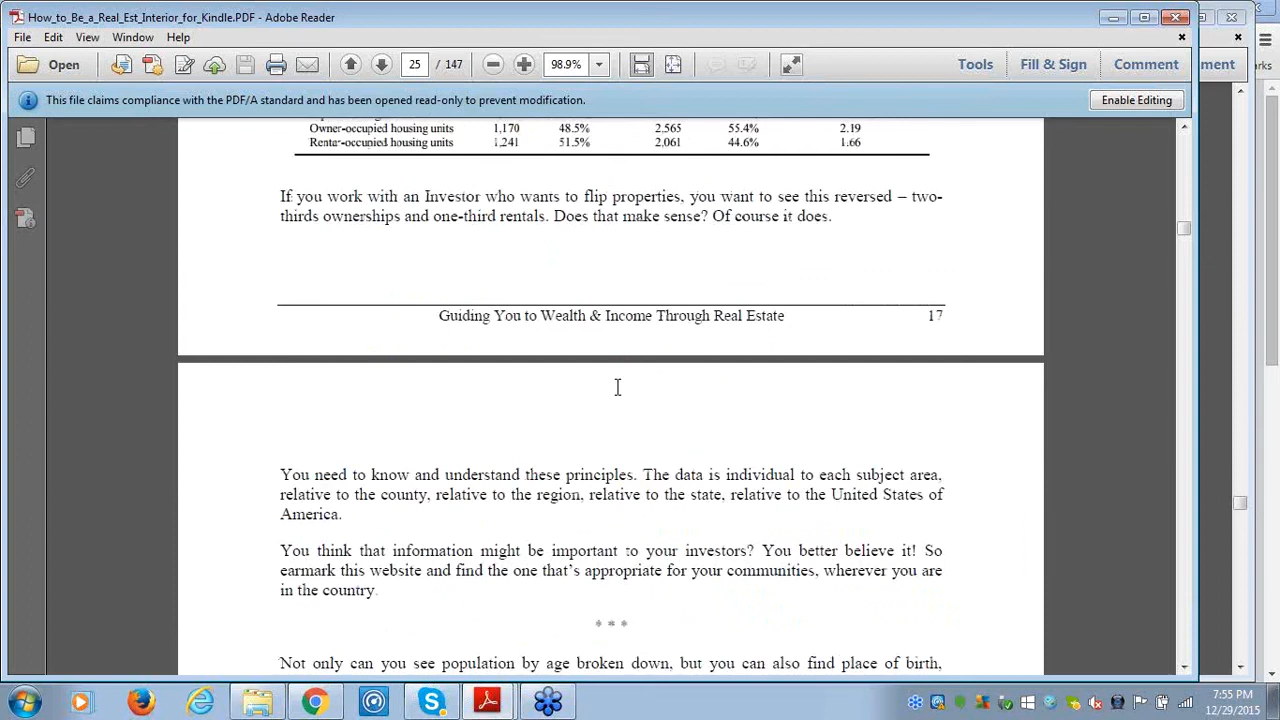 How_to_Be_a_Real_Est_Interior_for_Kindle.PDF - Adobe Reader
File Edit View Window Help
Open
25 / 147
98.9%
Tools
Fill & Sign
Comment
ment
arks
This file claims compliance with the PDF/A standard and has been opened read-only to prevent modification.
Enable Editing
Owner-occupied housing units 1,170 48.5% 2,565 55.4% 2.19
Renter-occupied housing units 1,241 51.5% 2,061 44.6% 1.66
If you work with an Investor who wants to flip properties, you want to see this reversed – two-
thirds ownerships and one-third rentals. Does that make sense? Of course it does.
Guiding You to Wealth & Income Through Real Estate 17
You need to know and understand these principles. The data is individual to each subject area,
relative to the county, relative to the region, relative to the state, relative to the United States of
America.
You think that information might be important to your investors? You better believe it! So
earmark this website and find the one that's appropriate for your communities, wherever you are
in the country.
* * *
Not only can you see population by age broken down, but you can also find place of birth,
7:55 PM
12/29/2015